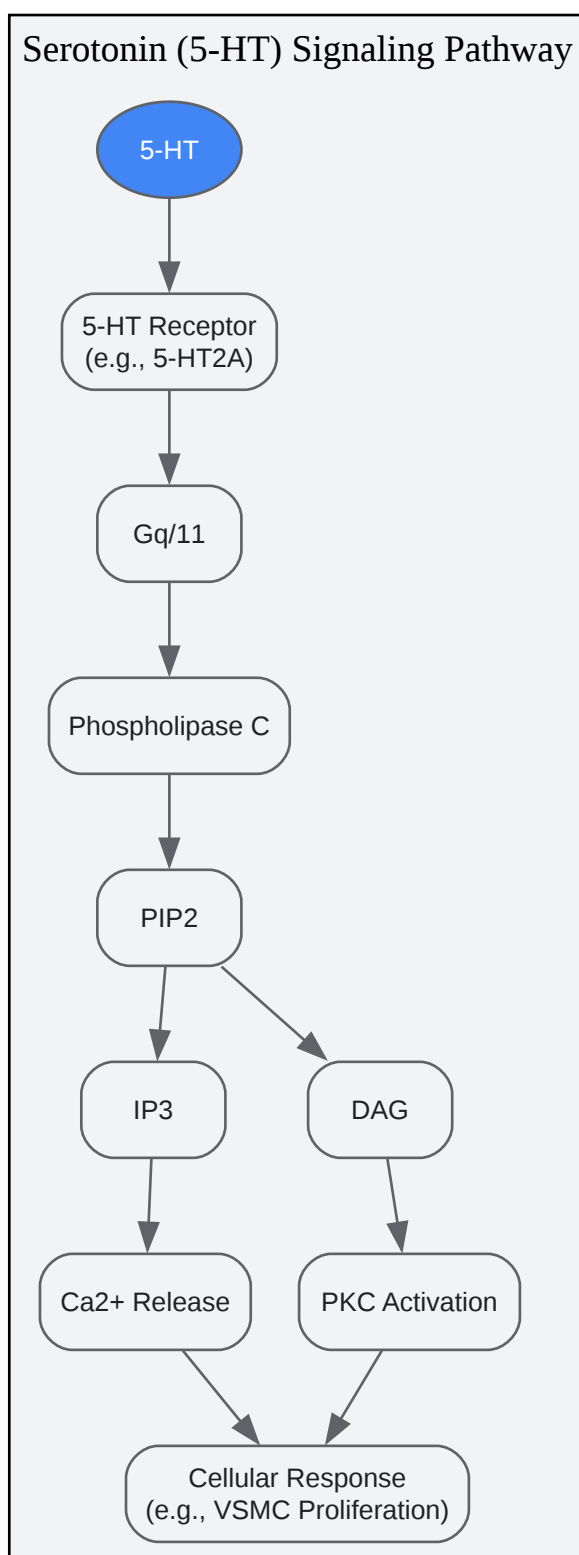 Serotonin (5-HT) Signaling Pathway
5-HT
5-HT Receptor
(e.g., 5-HT2A)
Gq/11
Phospholipase C
PIP2
IP3
DAG
Ca2+ Release
PKC Activation
Cellular Response
(e.g., VSMC Proliferation)